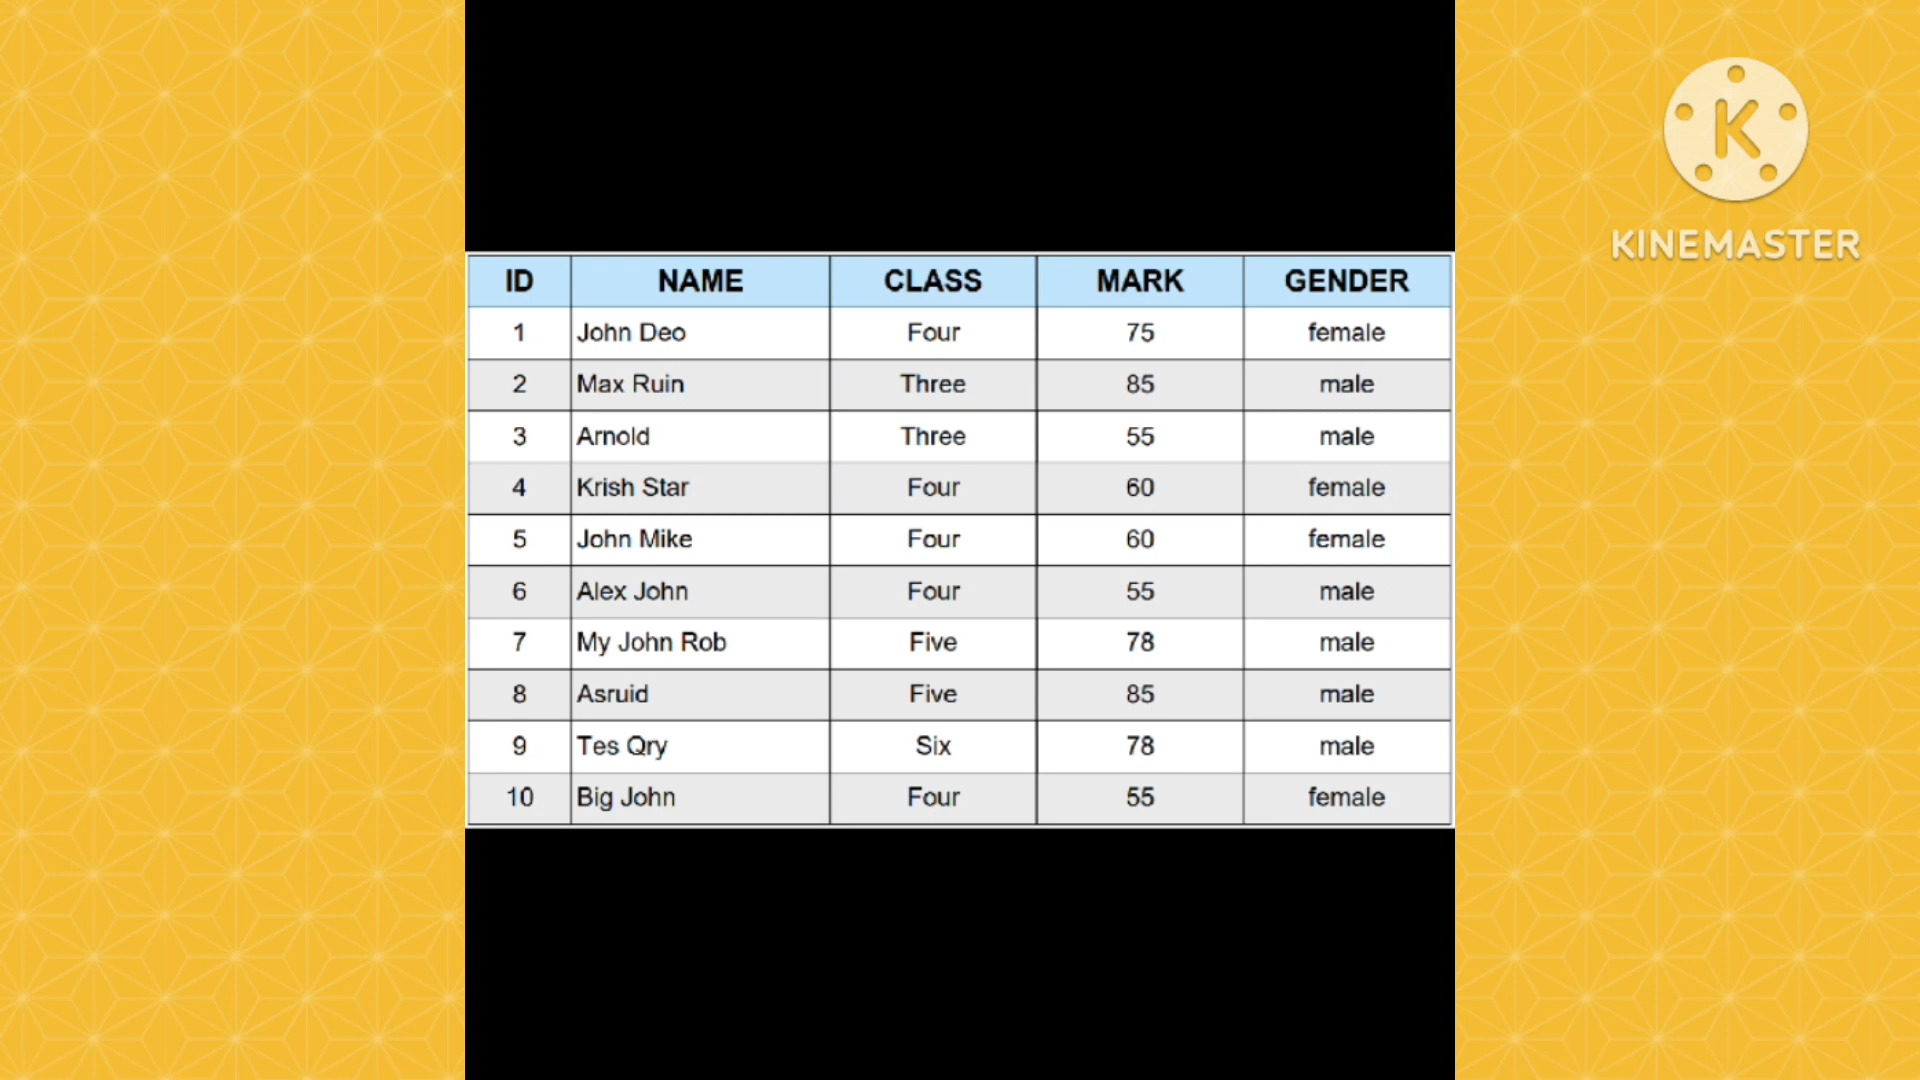 KINEMASTER
ID NAME CLASS MARK GENDER
1 John Deo Four 75 female
2 Max Ruin Three 85 male
3 Arnold Three 55 male
4 Krish Star Four 60 female
5 John Mike Four 60 female
6 Alex John Four 55 male
7 My John Rob Five 78 male
8 Asruid Five 85 male
9 Tes Qry Six 78 male
10 Big John Four 55 female